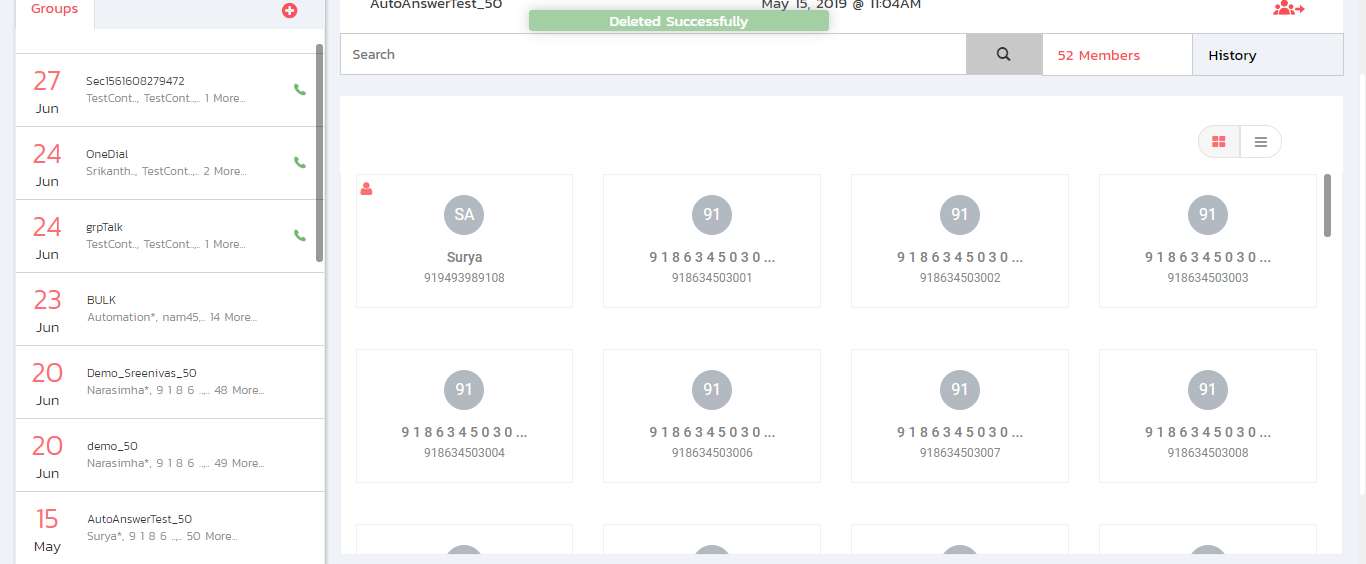 Groups
27
Jun
Sec1561608279472
TestCont.., TestCont..,.. 1 More...
24
Jun
OneDial
Srikanth.., TestCont..,.. 2 More...
24
Jun
grpTalk
TestCont.., TestCont..,.. 1 More...
23
Jun
BULK
Automation*, nam45,.. 14 More...
20
Jun
Demo_Sreenivas_50
Narasimha*, 9 1 8 6 ..,.. 48 More...
20
Jun
demo_50
Narasimha*, 9 1 8 6 ..,.. 49 More...
15
May
AutoAnswerTest_50
Surya*, 9 1 8 6 ..,.. 50 More...
AutoAnswerTest_50
May 15, 2019 @ 11:04AM
Deleted Successfully
Search
52 Members
History
SA
Surya
919493989108
91
9 1 8 6 3 4 5 0 3 0 ...
918634503001
91
9 1 8 6 3 4 5 0 3 0 ...
918634503002
91
9 1 8 6 3 4 5 0 3 0 ...
918634503003
91
9 1 8 6 3 4 5 0 3 0 ...
918634503004
91
9 1 8 6 3 4 5 0 3 0 ...
918634503006
91
9 1 8 6 3 4 5 0 3 0 ...
918634503007
91
9 1 8 6 3 4 5 0 3 0 ...
918634503008